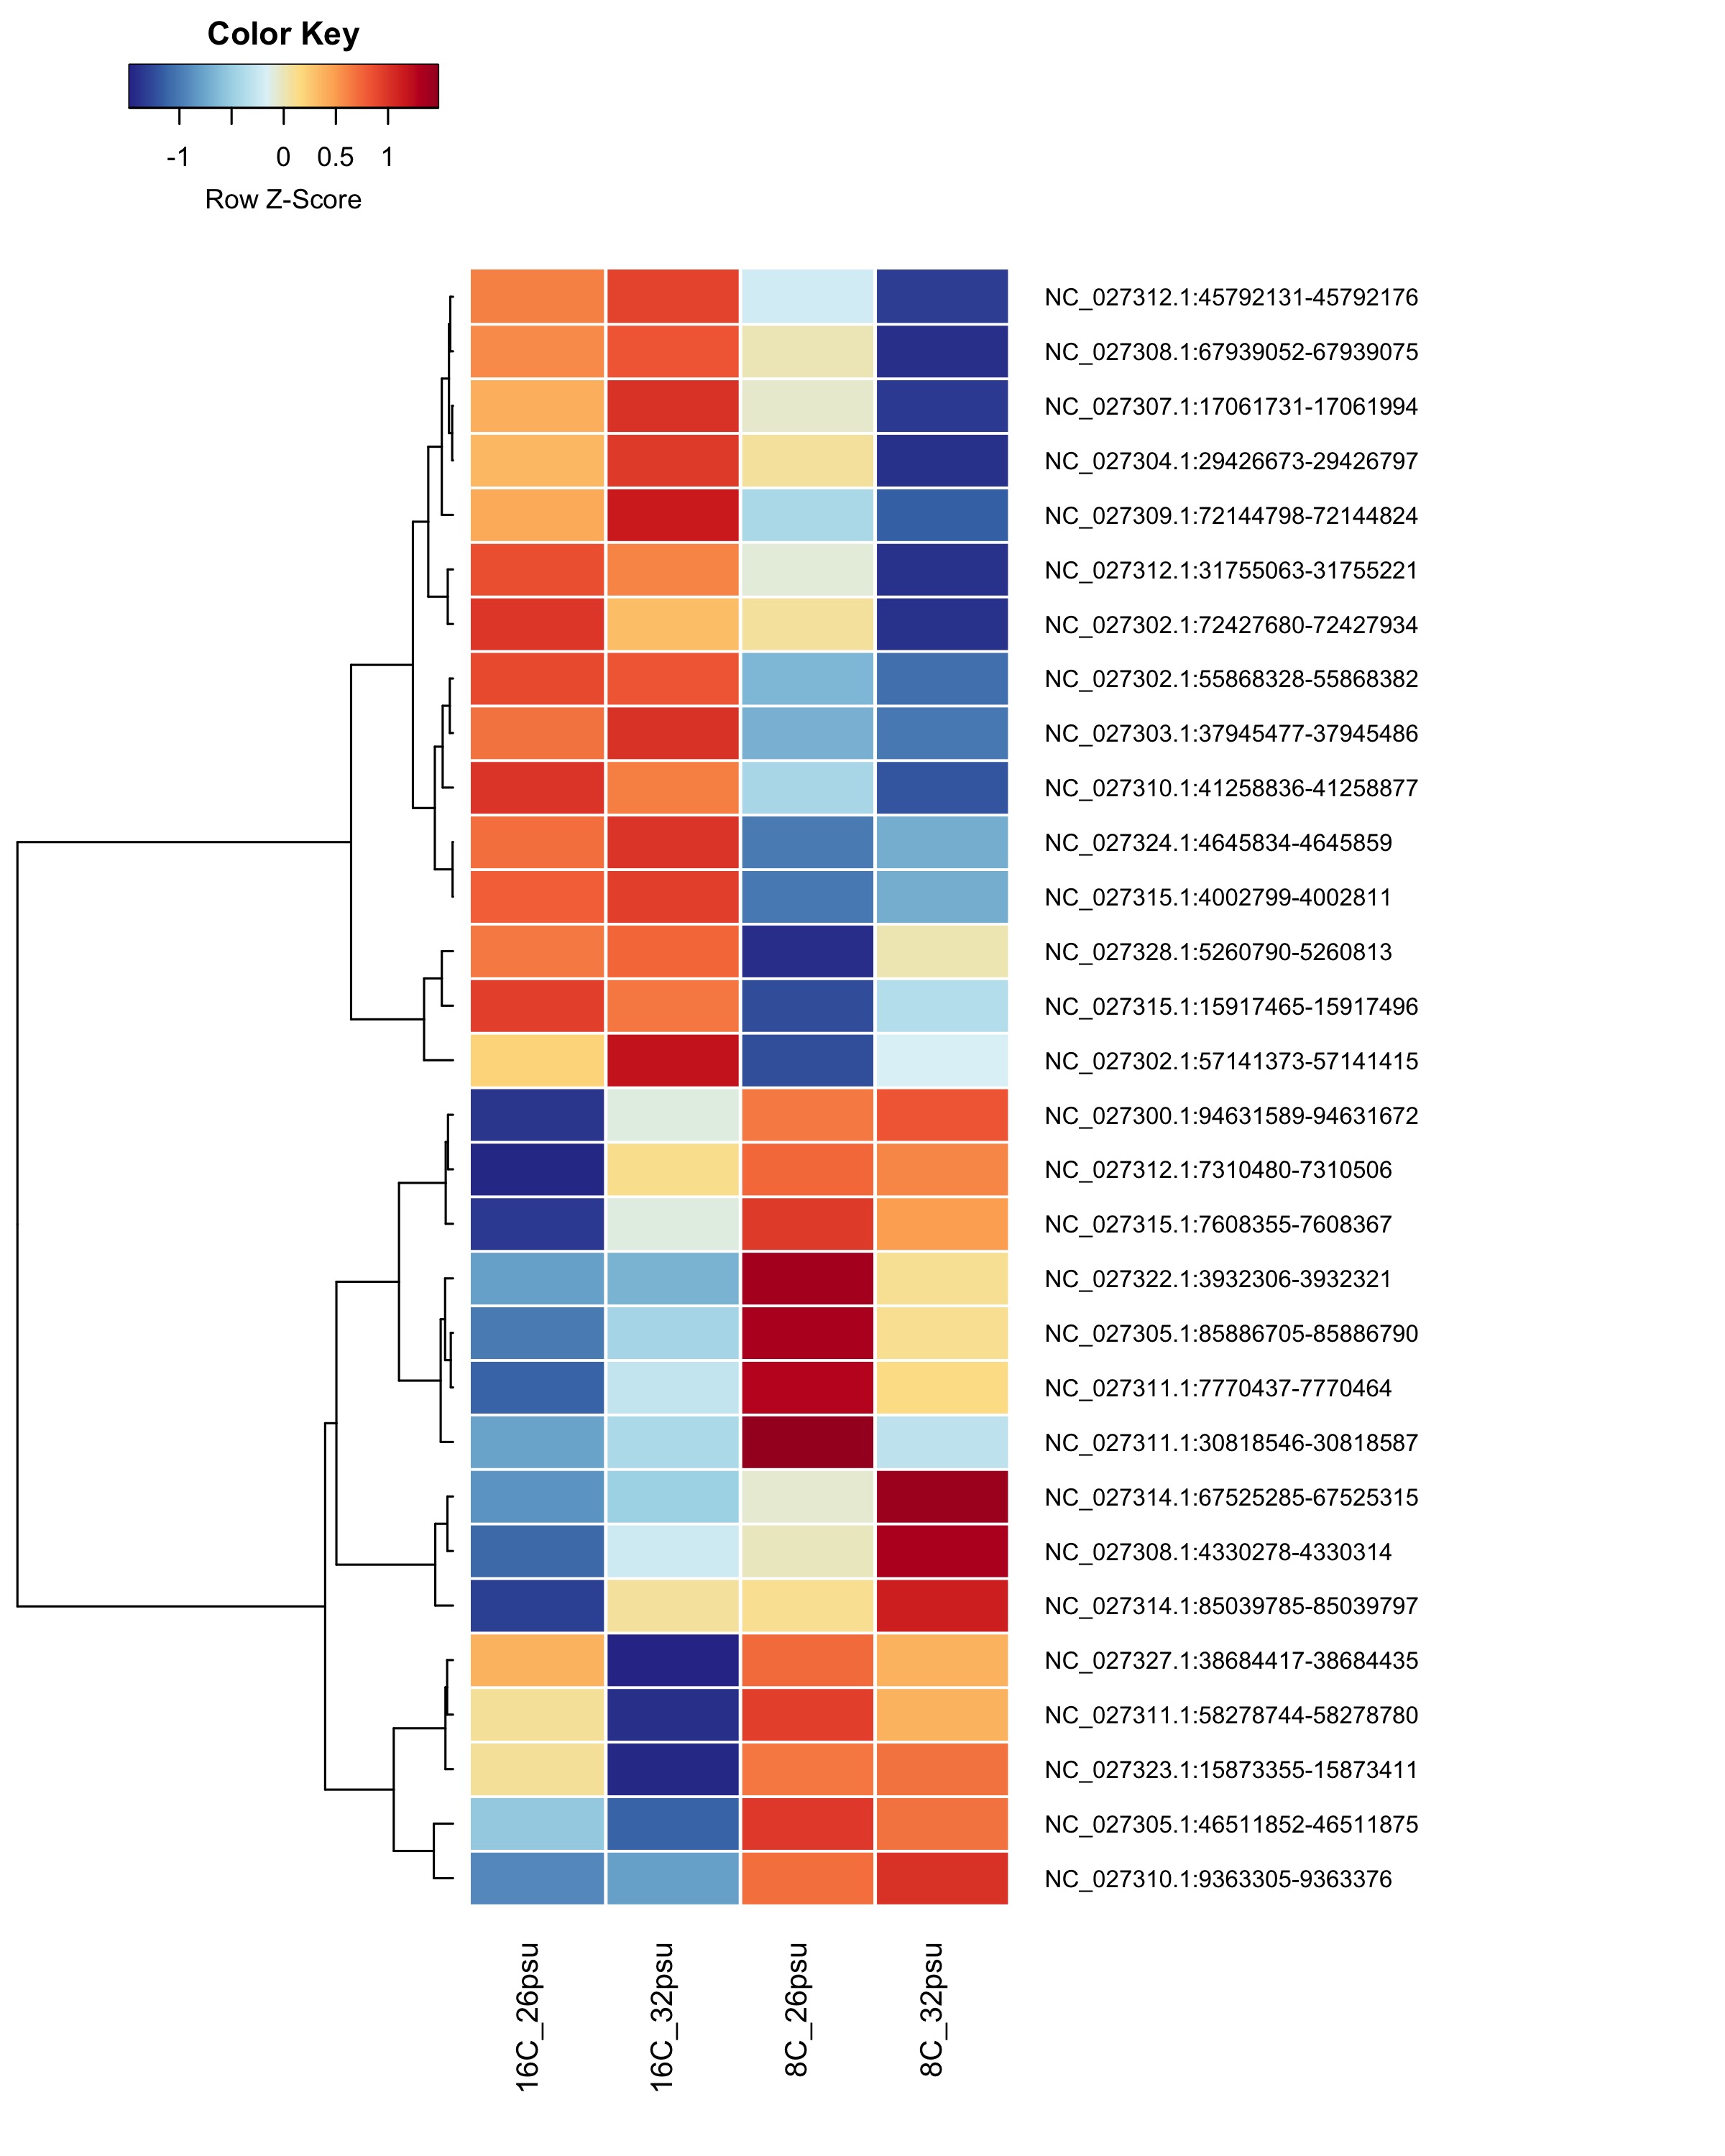 Color Key
-1 0 0.5 1
Row Z-Score
NC_027312.1:45792131-45792176
NC_027308.1:67939052-67939075
NC_027307.1:17061731-17061994
NC_027304.1:29426673-29426797
NC_027309.1:72144798-72144824
NC_027312.1:31755063-31755221
NC_027302.1:72427680-72427934
NC_027302.1:55868328-55868382
NC_027303.1:37945477-37945486
NC_027310.1:41258836-41258877
NC_027324.1:4645834-4645859
NC_027315.1:4002799-4002811
NC_027328.1:5260790-5260813
NC_027315.1:15917465-15917496
NC_027302.1:57141373-57141415
NC_027300.1:94631589-94631672
NC_027312.1:7310480-7310506
NC_027315.1:7608355-7608367
NC_027322.1:3932306-3932321
NC_027305.1:85886705-85886790
NC_027311.1:7770437-7770464
NC_027311.1:30818546-30818587
NC_027314.1:67525285-67525315
NC_027308.1:4330278-4330314
NC_027314.1:85039785-85039797
NC_027327.1:38684417-38684435
NC_027311.1:58278744-58278780
NC_027323.1:15873355-15873411
NC_027305.1:46511852-46511875
NC_027310.1:9363305-9363376
16C_26psu
16C_32psu
8C_26psu
8C_32psu